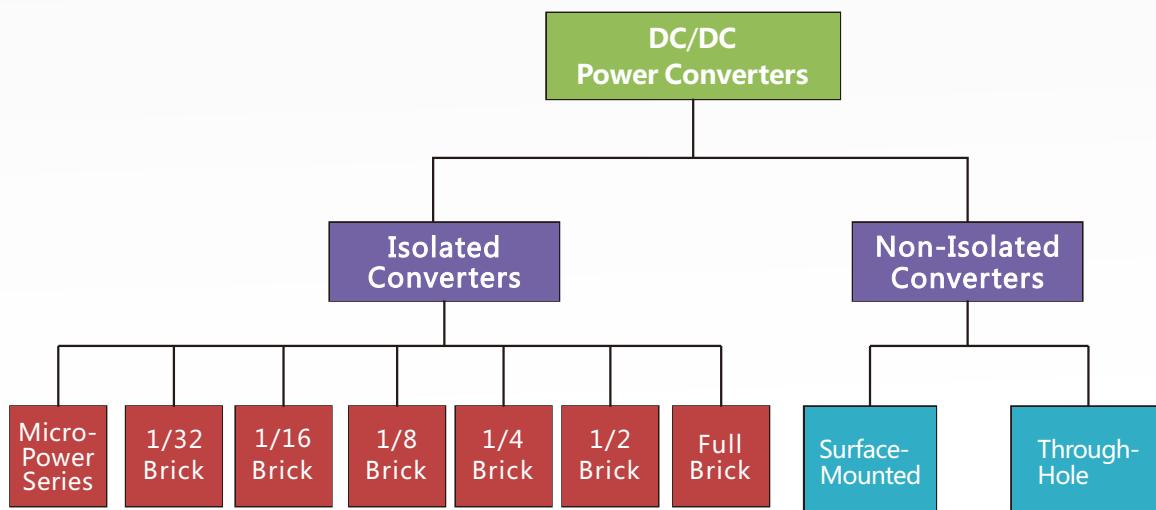 DC/DC
Power Converters
Isolated
Converters
Non-Isolated
Converters
Micro-
Power
Series
1/32
Brick
1/16
Brick
1/8
Brick
1/4
Brick
1/2
Brick
Full
Brick
Surface-
Mounted
Through-
Hole